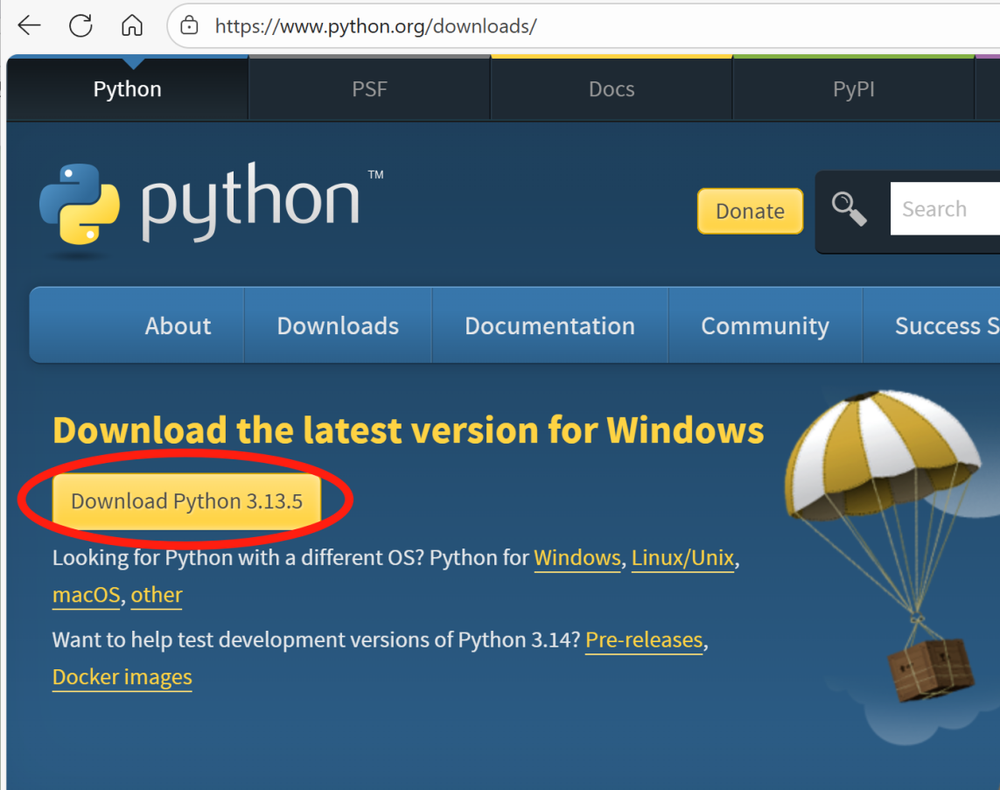 https://www.python.org/downloads/
Python PSF Docs PyPI
python™
Donate
Search
About Downloads Documentation Community Success S
Download the latest version for Windows
Download Python 3.13.5
Looking for Python with a different OS? Python for Windows, Linux/Unix,
macOS, other
Want to help test development versions of Python 3.14? Pre-releases,
Docker images